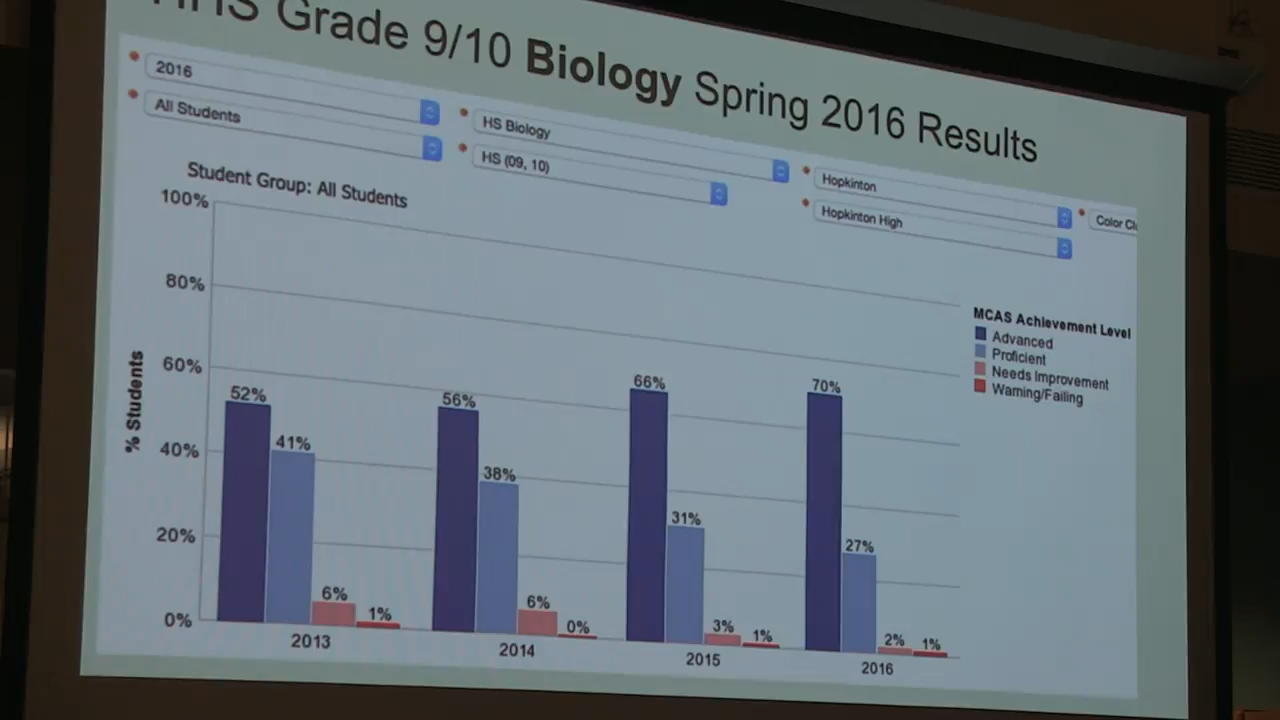 HHS Grade 9/10 Biology Spring 2016 Results
2016
All Students
HS Biology
HS (09, 10)
Hopkinton
Hopkinton High
Color
Student Group: All Students
100%
80%
60%
40%
20%
0%
% Students
52%
41%
6%
1%
56%
38%
6%
0%
66%
31%
3%
1%
70%
27%
2%
1%
2013
2014
2015
2016
MCAS Achievement Level
Advanced
Proficient
Needs Improvement
Warning/Failing